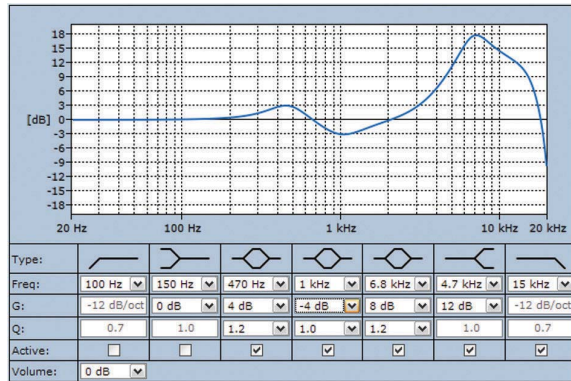 18
15
12
9
6
3
[dB] 0
-3
-6
-9
-12
-15
-18
20 Hz 100 Hz 1 kHz 10 kHz 20 kHz
Type:
Freq: 100 Hz 150 Hz 470 Hz 1 kHz 6.8 kHz 4.7 kHz 15 kHz
G: -12 dB/oct 0 dB 4 dB -4 dB 8 dB 12 dB -12 dB/oct
Q: 0.7 1.0 1.2 1.0 1.2 1.0 0.7
Active:
Volume: 0 dB